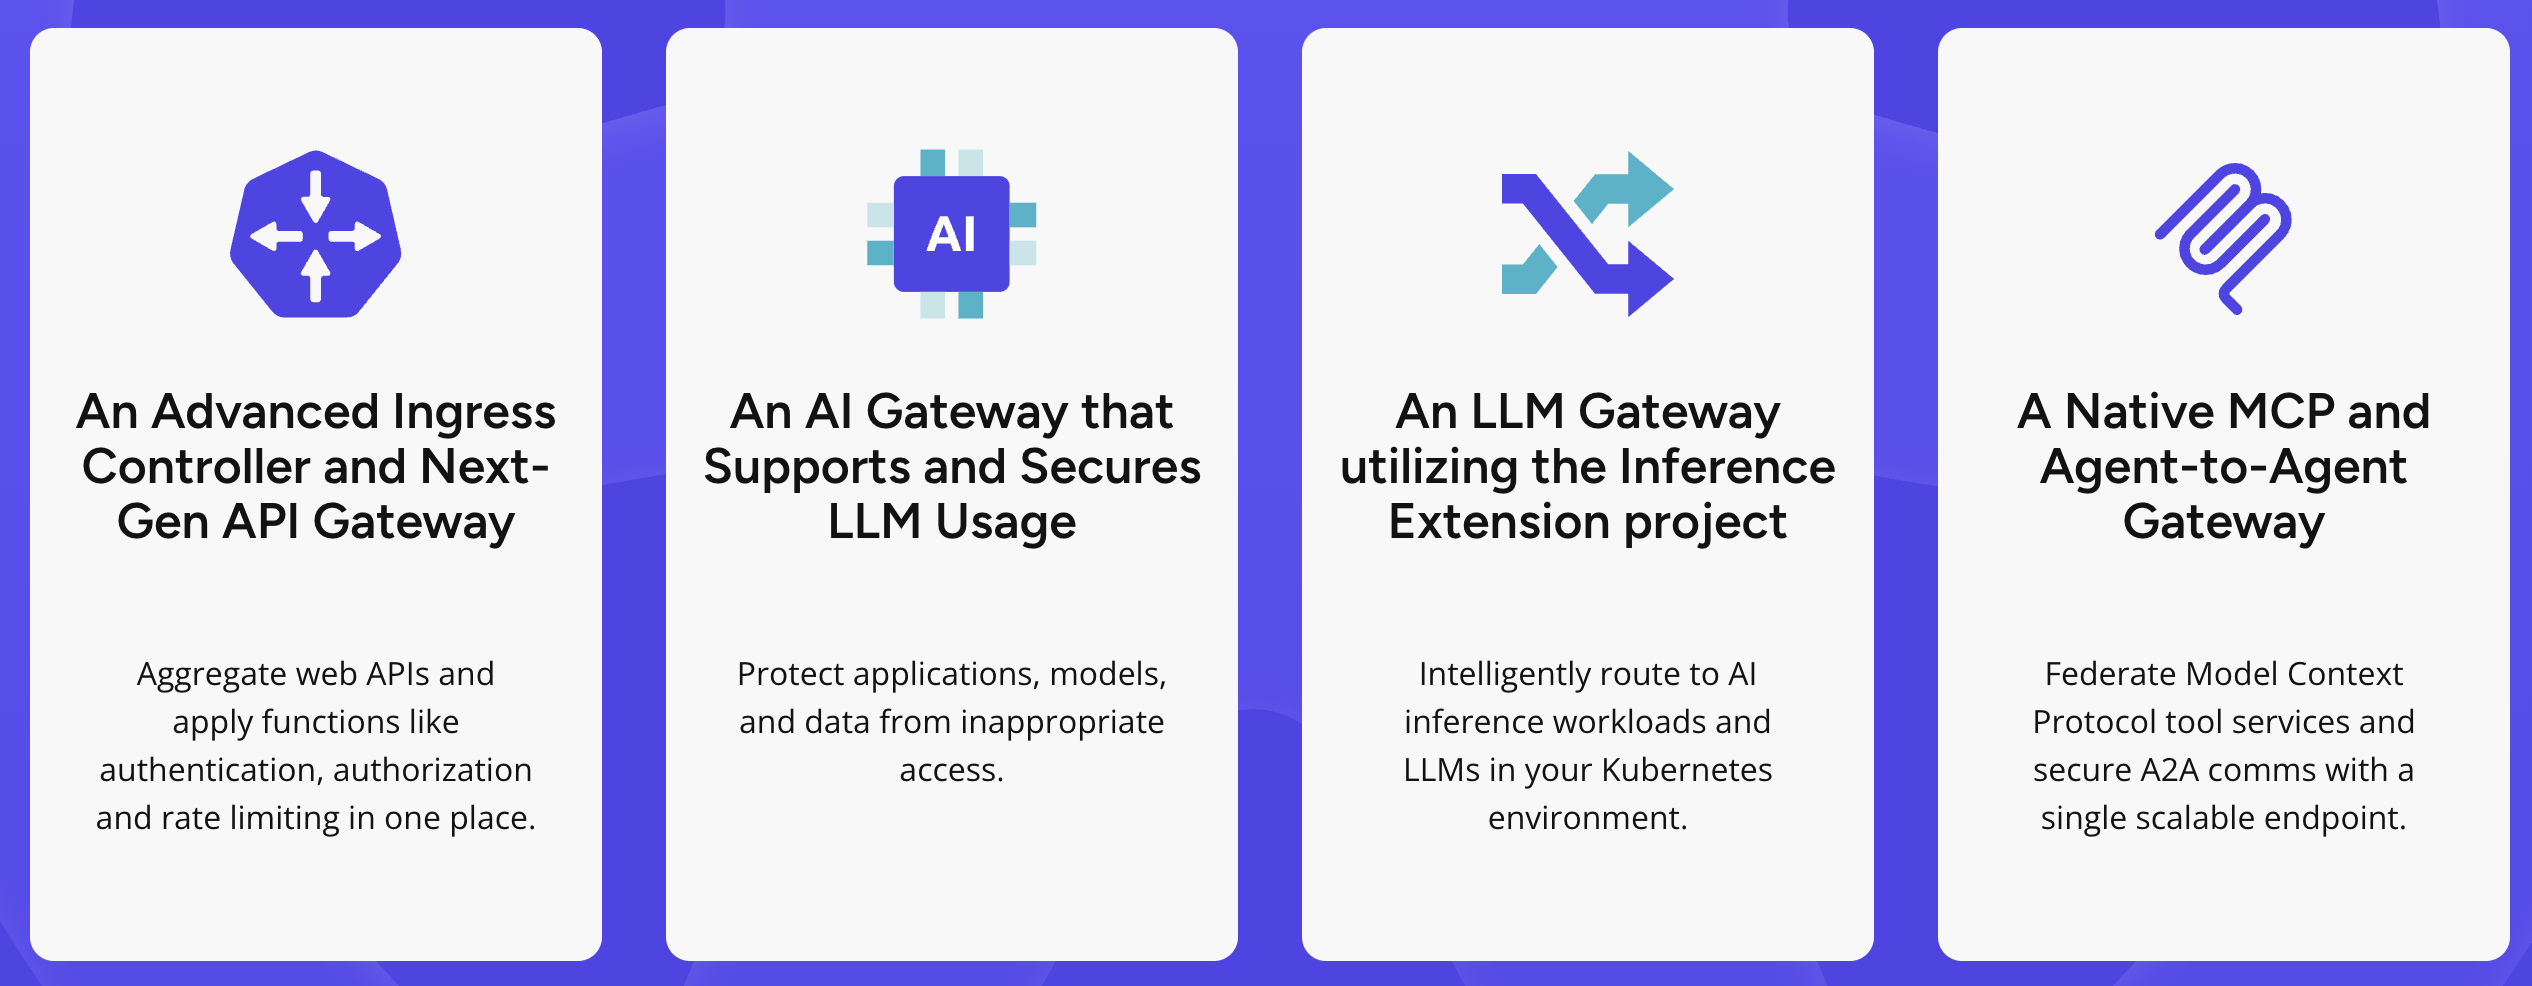 An Advanced Ingress
Controller and Next-
Gen API Gateway
Aggregate web APIs and
apply functions like
authentication, authorization
and rate limiting in one place.
AI
An AI Gateway that
Supports and Secures
LLM Usage
Protect applications, models,
and data from inappropriate
access.
An LLM Gateway
utilizing the Inference
Extension project
Intelligently route to AI
inference workloads and
LLMs in your Kubernetes
environment.
A Native MCP and
Agent-to-Agent
Gateway
Federate Model Context
Protocol tool services and
secure A2A comms with a
single scalable endpoint.